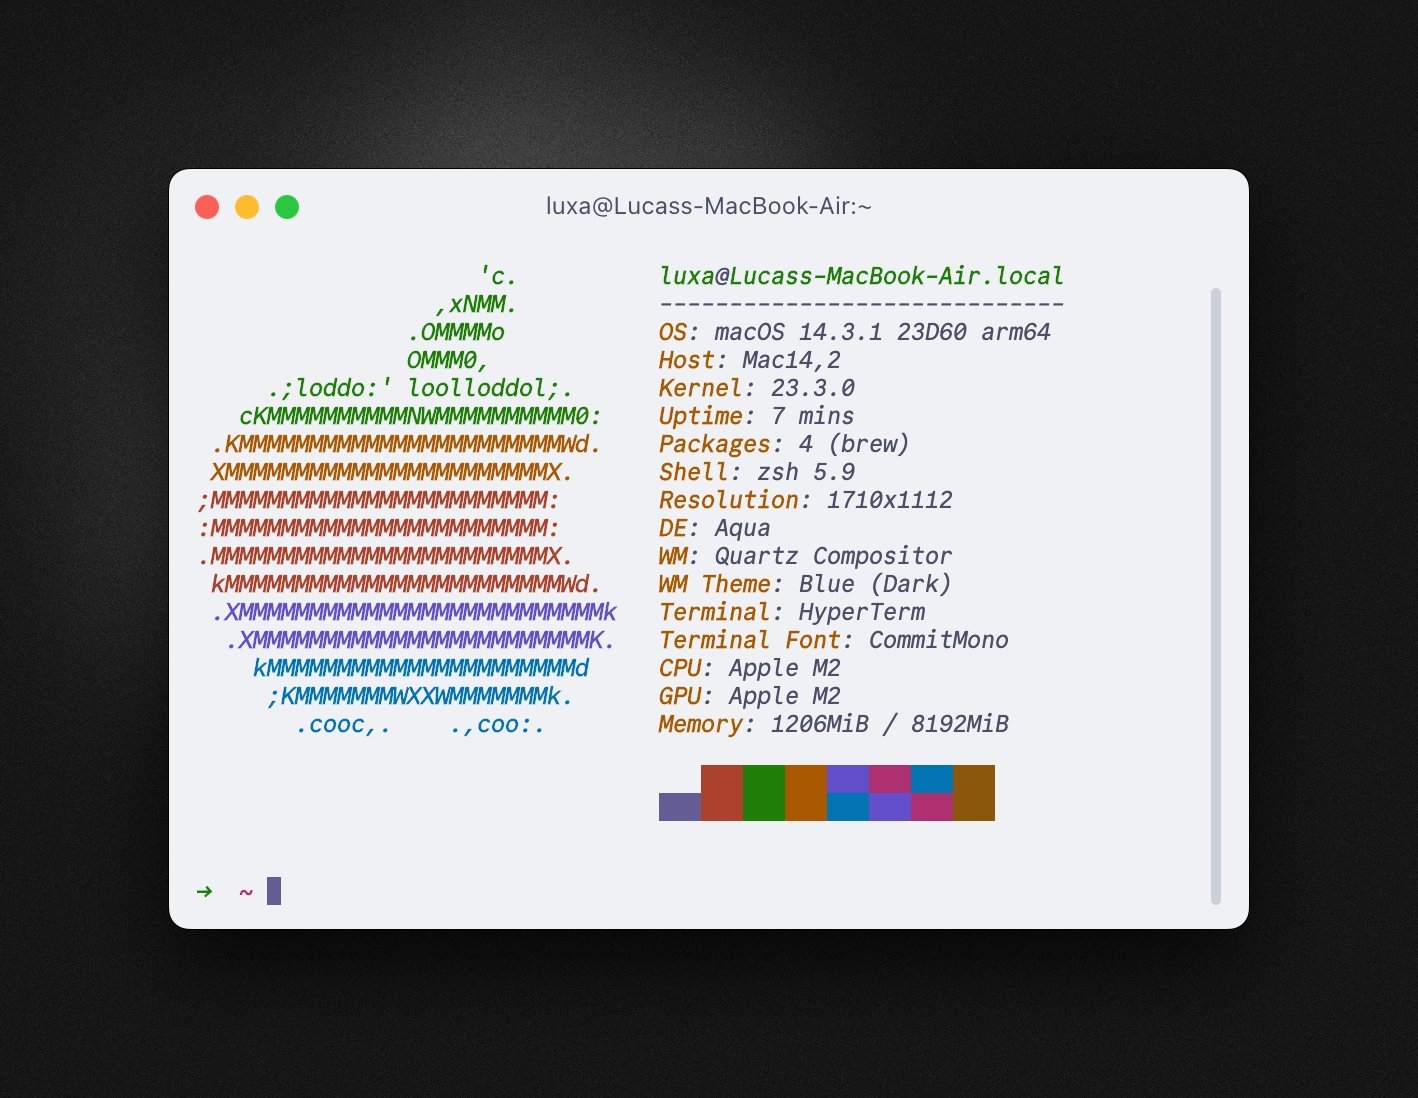 luxa@Lucass-MacBook-Air:~
'c.
,xNMM.
.OMMMMo
OMMM0,
.;loddo:' loolloddol;.
cKMMMMMMMMMMNWMMMMMMMMMM0:
.KMMMMMMMMMMMMMMMMMMMMMMMWd.
XMMMMMMMMMMMMMMMMMMMMMMMX.
;MMMMMMMMMMMMMMMMMMMMMMMM:
:MMMMMMMMMMMMMMMMMMMMMMMM:
.MMMMMMMMMMMMMMMMMMMMMMMMX.
kMMMMMMMMMMMMMMMMMMMMMMMMWd.
.XMMMMMMMMMMMMMMMMMMMMMMMMMMk
.XMMMMMMMMMMMMMMMMMMMMMMMMK.
kMMMMMMMMMMMMMMMMMMMMMMd
;KMMMMMMMWXXWMMMMMMMk.
.cooc,.    .,coo:.
luxa@Lucass-MacBook-Air.local
-----------------------------
OS: macOS 14.3.1 23D60 arm64
Host: Mac14,2
Kernel: 23.3.0
Uptime: 7 mins
Packages: 4 (brew)
Shell: zsh 5.9
Resolution: 1710x1112
DE: Aqua
WM: Quartz Compositor
WM Theme: Blue (Dark)
Terminal: HyperTerm
Terminal Font: CommitMono
CPU: Apple M2
GPU: Apple M2
Memory: 1206MiB / 8192MiB
➜  ~